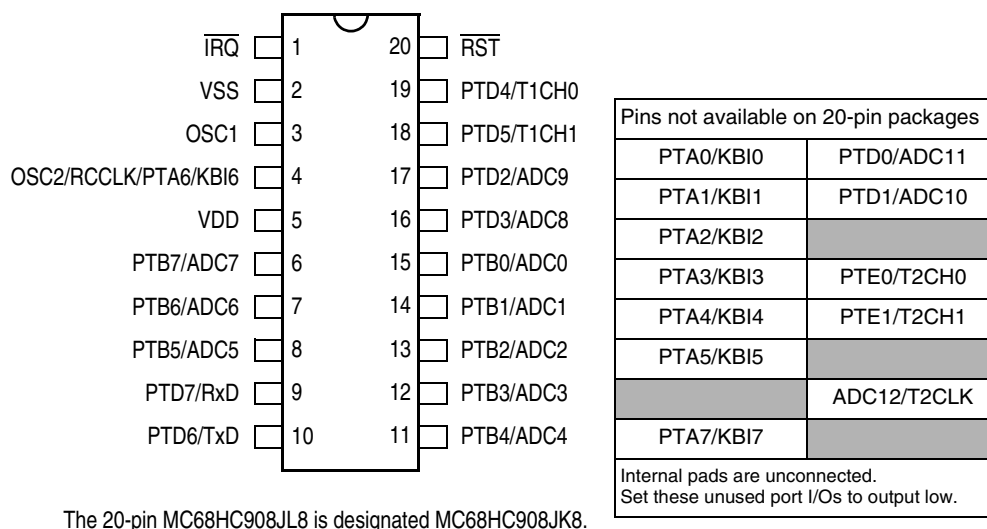 IRQ 1 20 RST
VSS 2 19 PTD4/T1CH0
OSC1 3 18 PTD5/T1CH1
OSC2/RCCLK/PTA6/KBI6 4 17 PTD2/ADC9
VDD 5 16 PTD3/ADC8
PTB7/ADC7 6 15 PTB0/ADC0
PTB6/ADC6 7 14 PTB1/ADC1
PTB5/ADC5 8 13 PTB2/ADC2
PTD7/RxD 9 12 PTB3/ADC3
PTD6/TxD 10 11 PTB4/ADC4
Pins not available on 20-pin packages
PTA0/KBI0 PTD0/ADC11
PTA1/KBI1 PTD1/ADC10
PTA2/KBI2
PTA3/KBI3 PTE0/T2CH0
PTA4/KBI4 PTE1/T2CH1
PTA5/KBI5
ADC12/T2CLK
PTA7/KBI7
Internal pads are unconnected.
Set these unused port I/Os to output low.
The 20-pin MC68HC908JL8 is designated MC68HC908JK8.